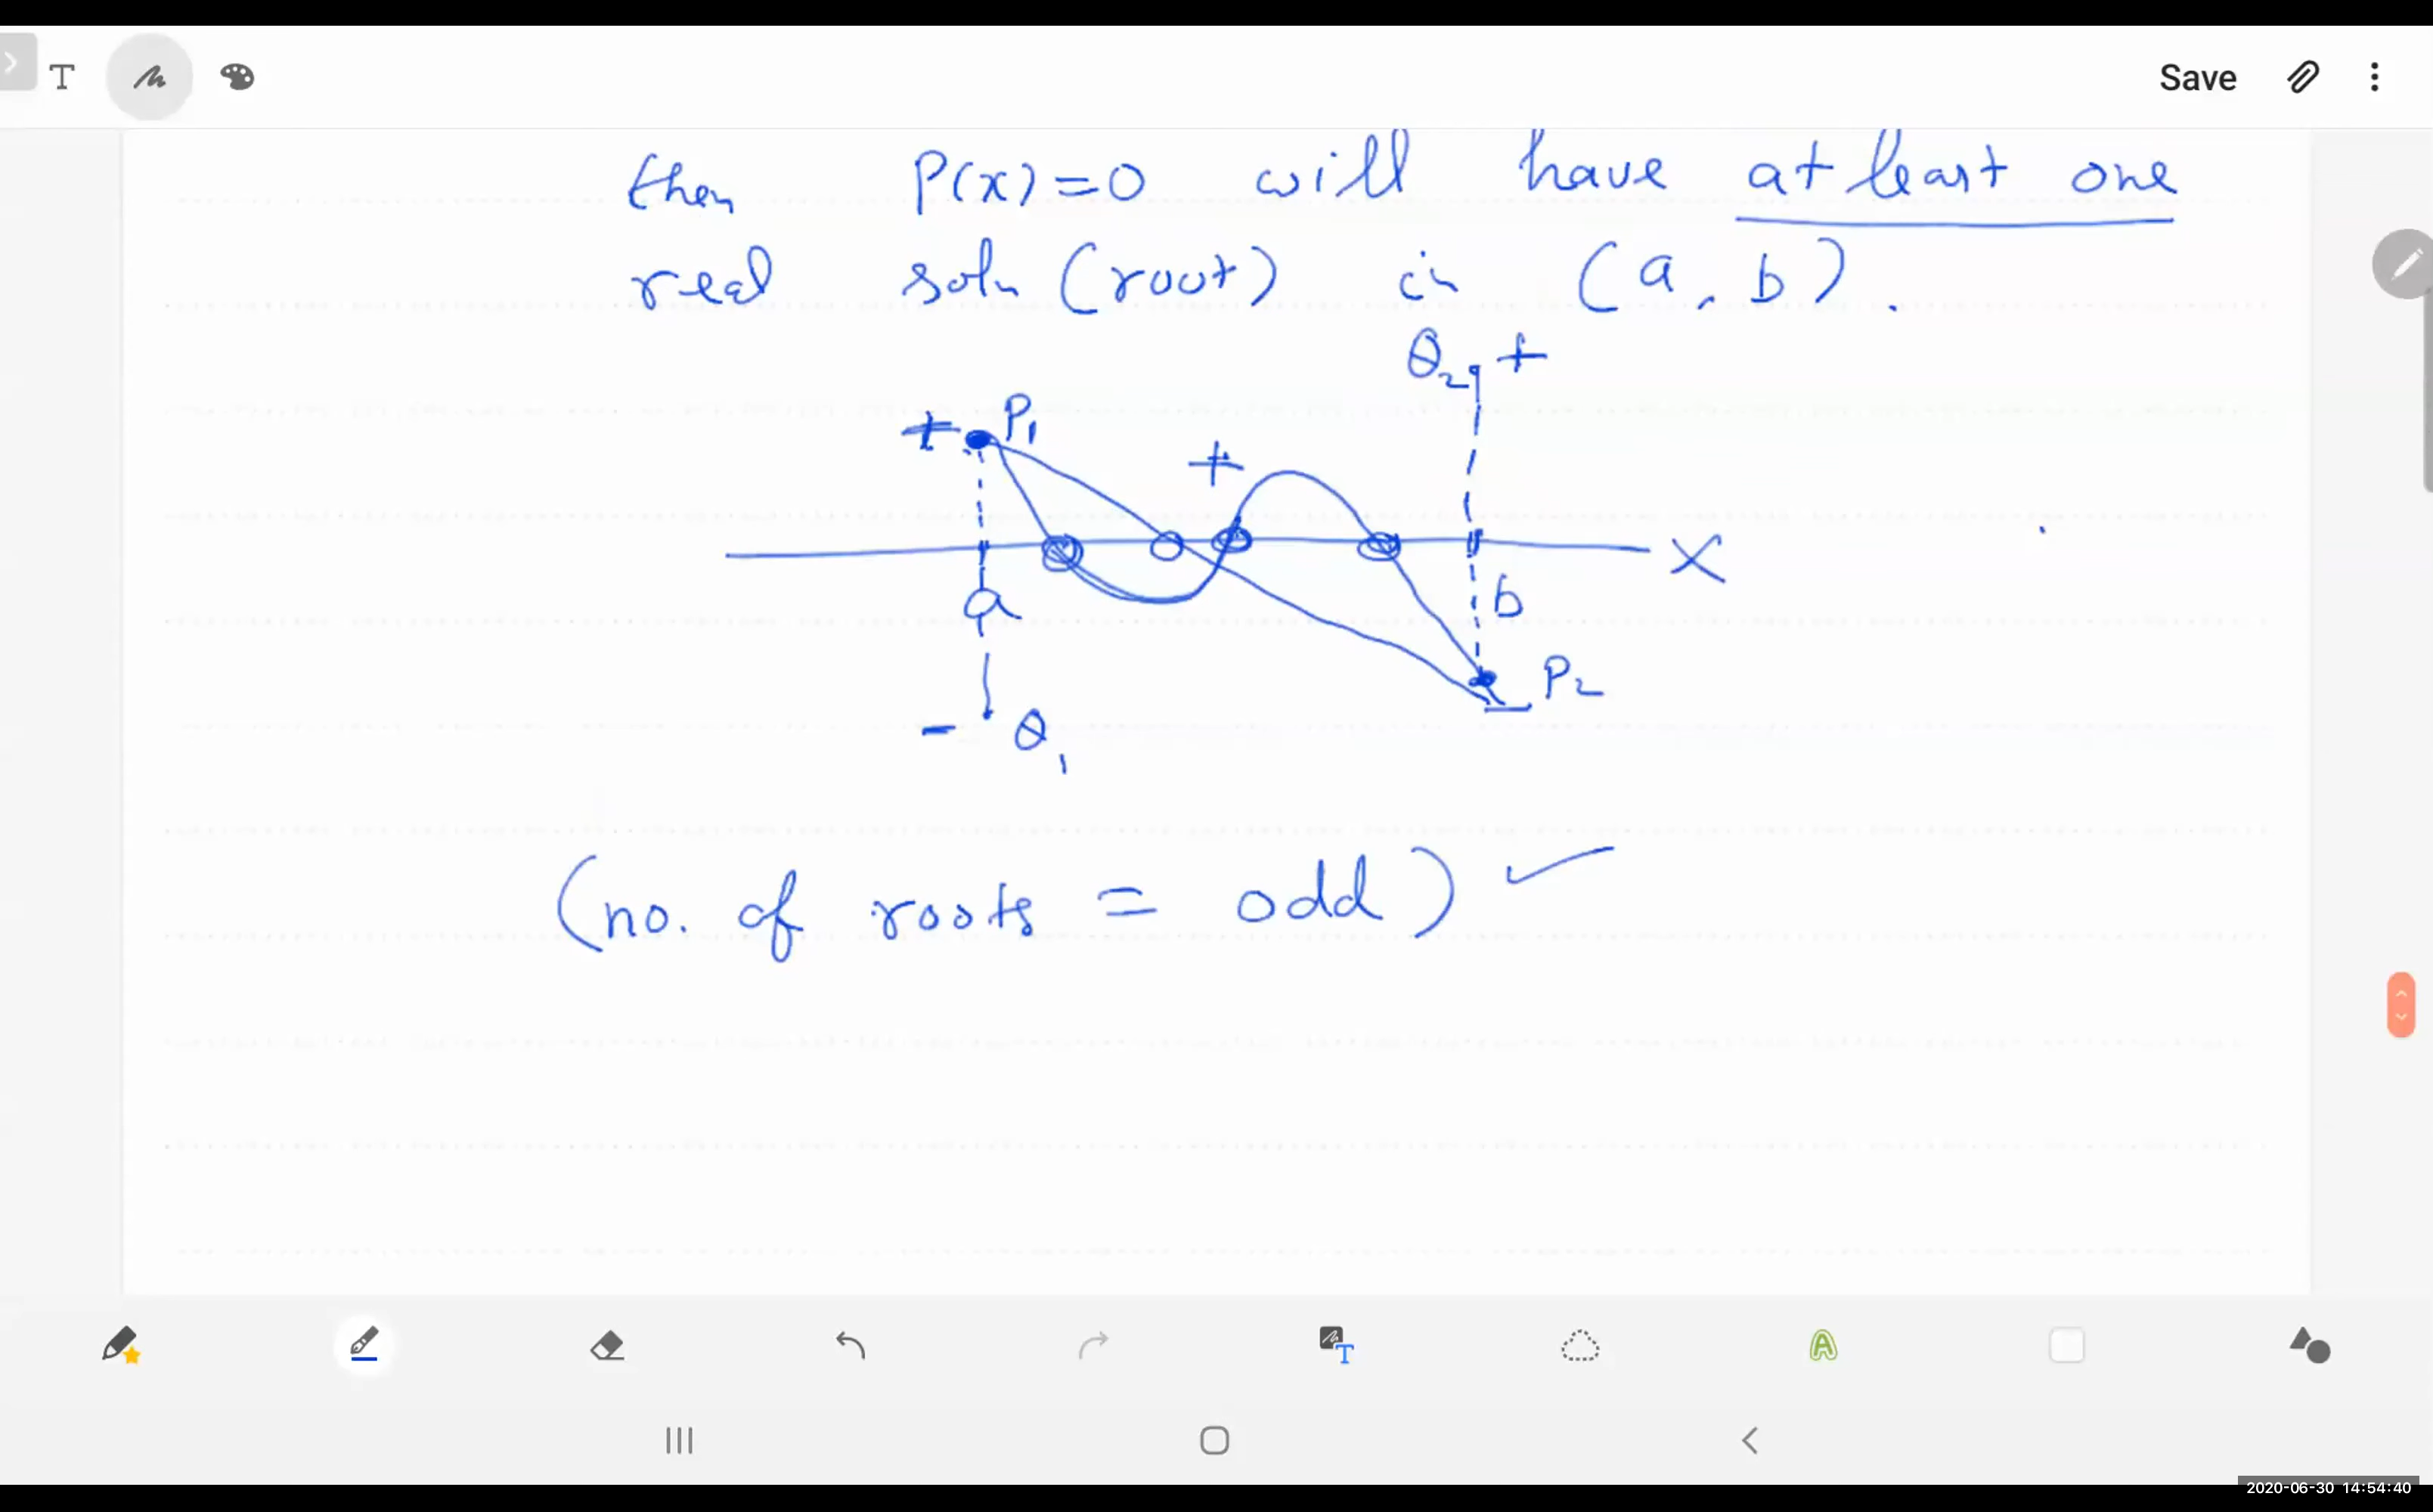 T
Save
then P(x)=0 will have at least one
real soln (root) in (a, b).
Q2 +
+ P1
+
X
a
b
P2
- Q1
(no. of roots = odd) ✓
T
A
2020-06-30 14:54:40